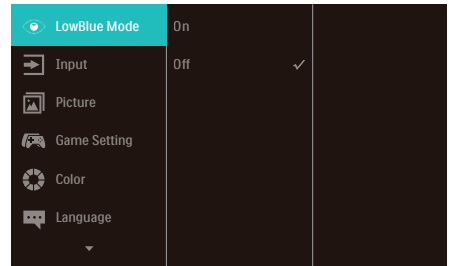 LowBlue Mode
On
Input
Off
Picture
Game Setting
Color
Language